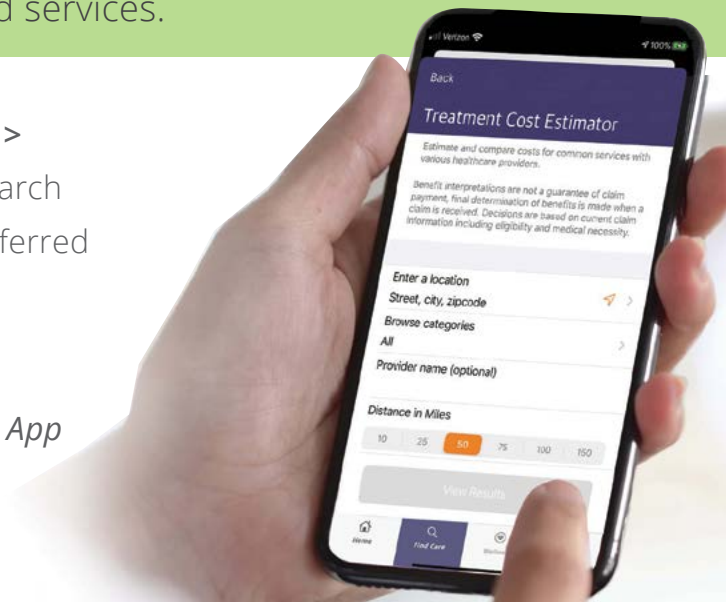 d services.
>
arch
ferred
App
Verizon
100%
Back
Treatment Cost Estimator
Estimate and compare costs for common services with
various healthcare providers.
Benefit interpretations are not a guarantee of claim
payment, final determination of benefits is made when a
claim is received. Decisions are based on current claim
information including eligibility and medical necessity.
Enter a location
Street, city, zipcode
Browse categories
All
Provider name (optional)
Distance in Miles
10 25 50 75 100 150
View Results
Home Find Care